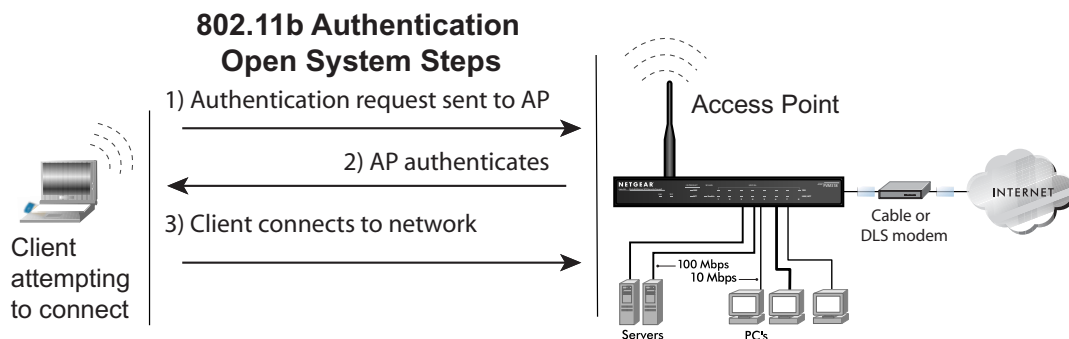 802.11b Authentication
Open System Steps
1) Authentication request sent to AP
2) AP authenticates
3) Client connects to network
Client
attempting
to connect
Access Point
NETGEAR
INTERNET
Cable or
DLS modem
100 Mbps
10 Mbps
Servers
PC's